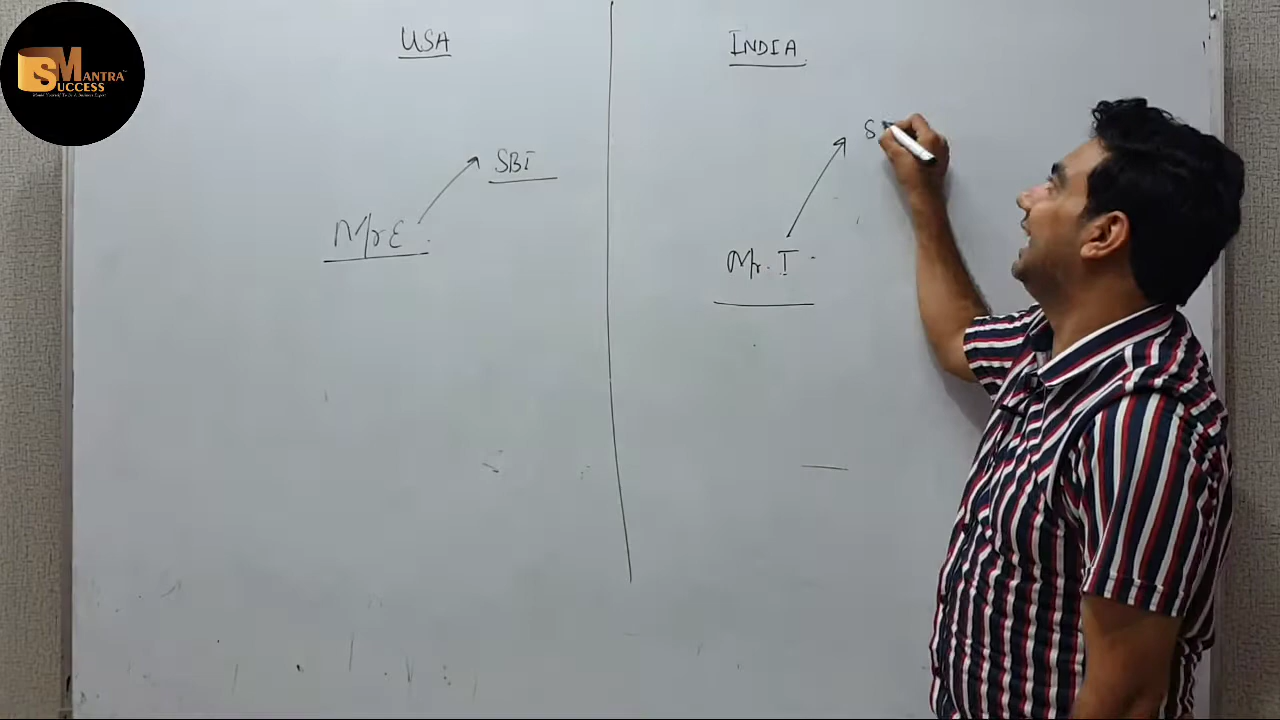 SMANTRA
SUCCESS
USA
INDIA
SBI
S
Mr E
Mr. I